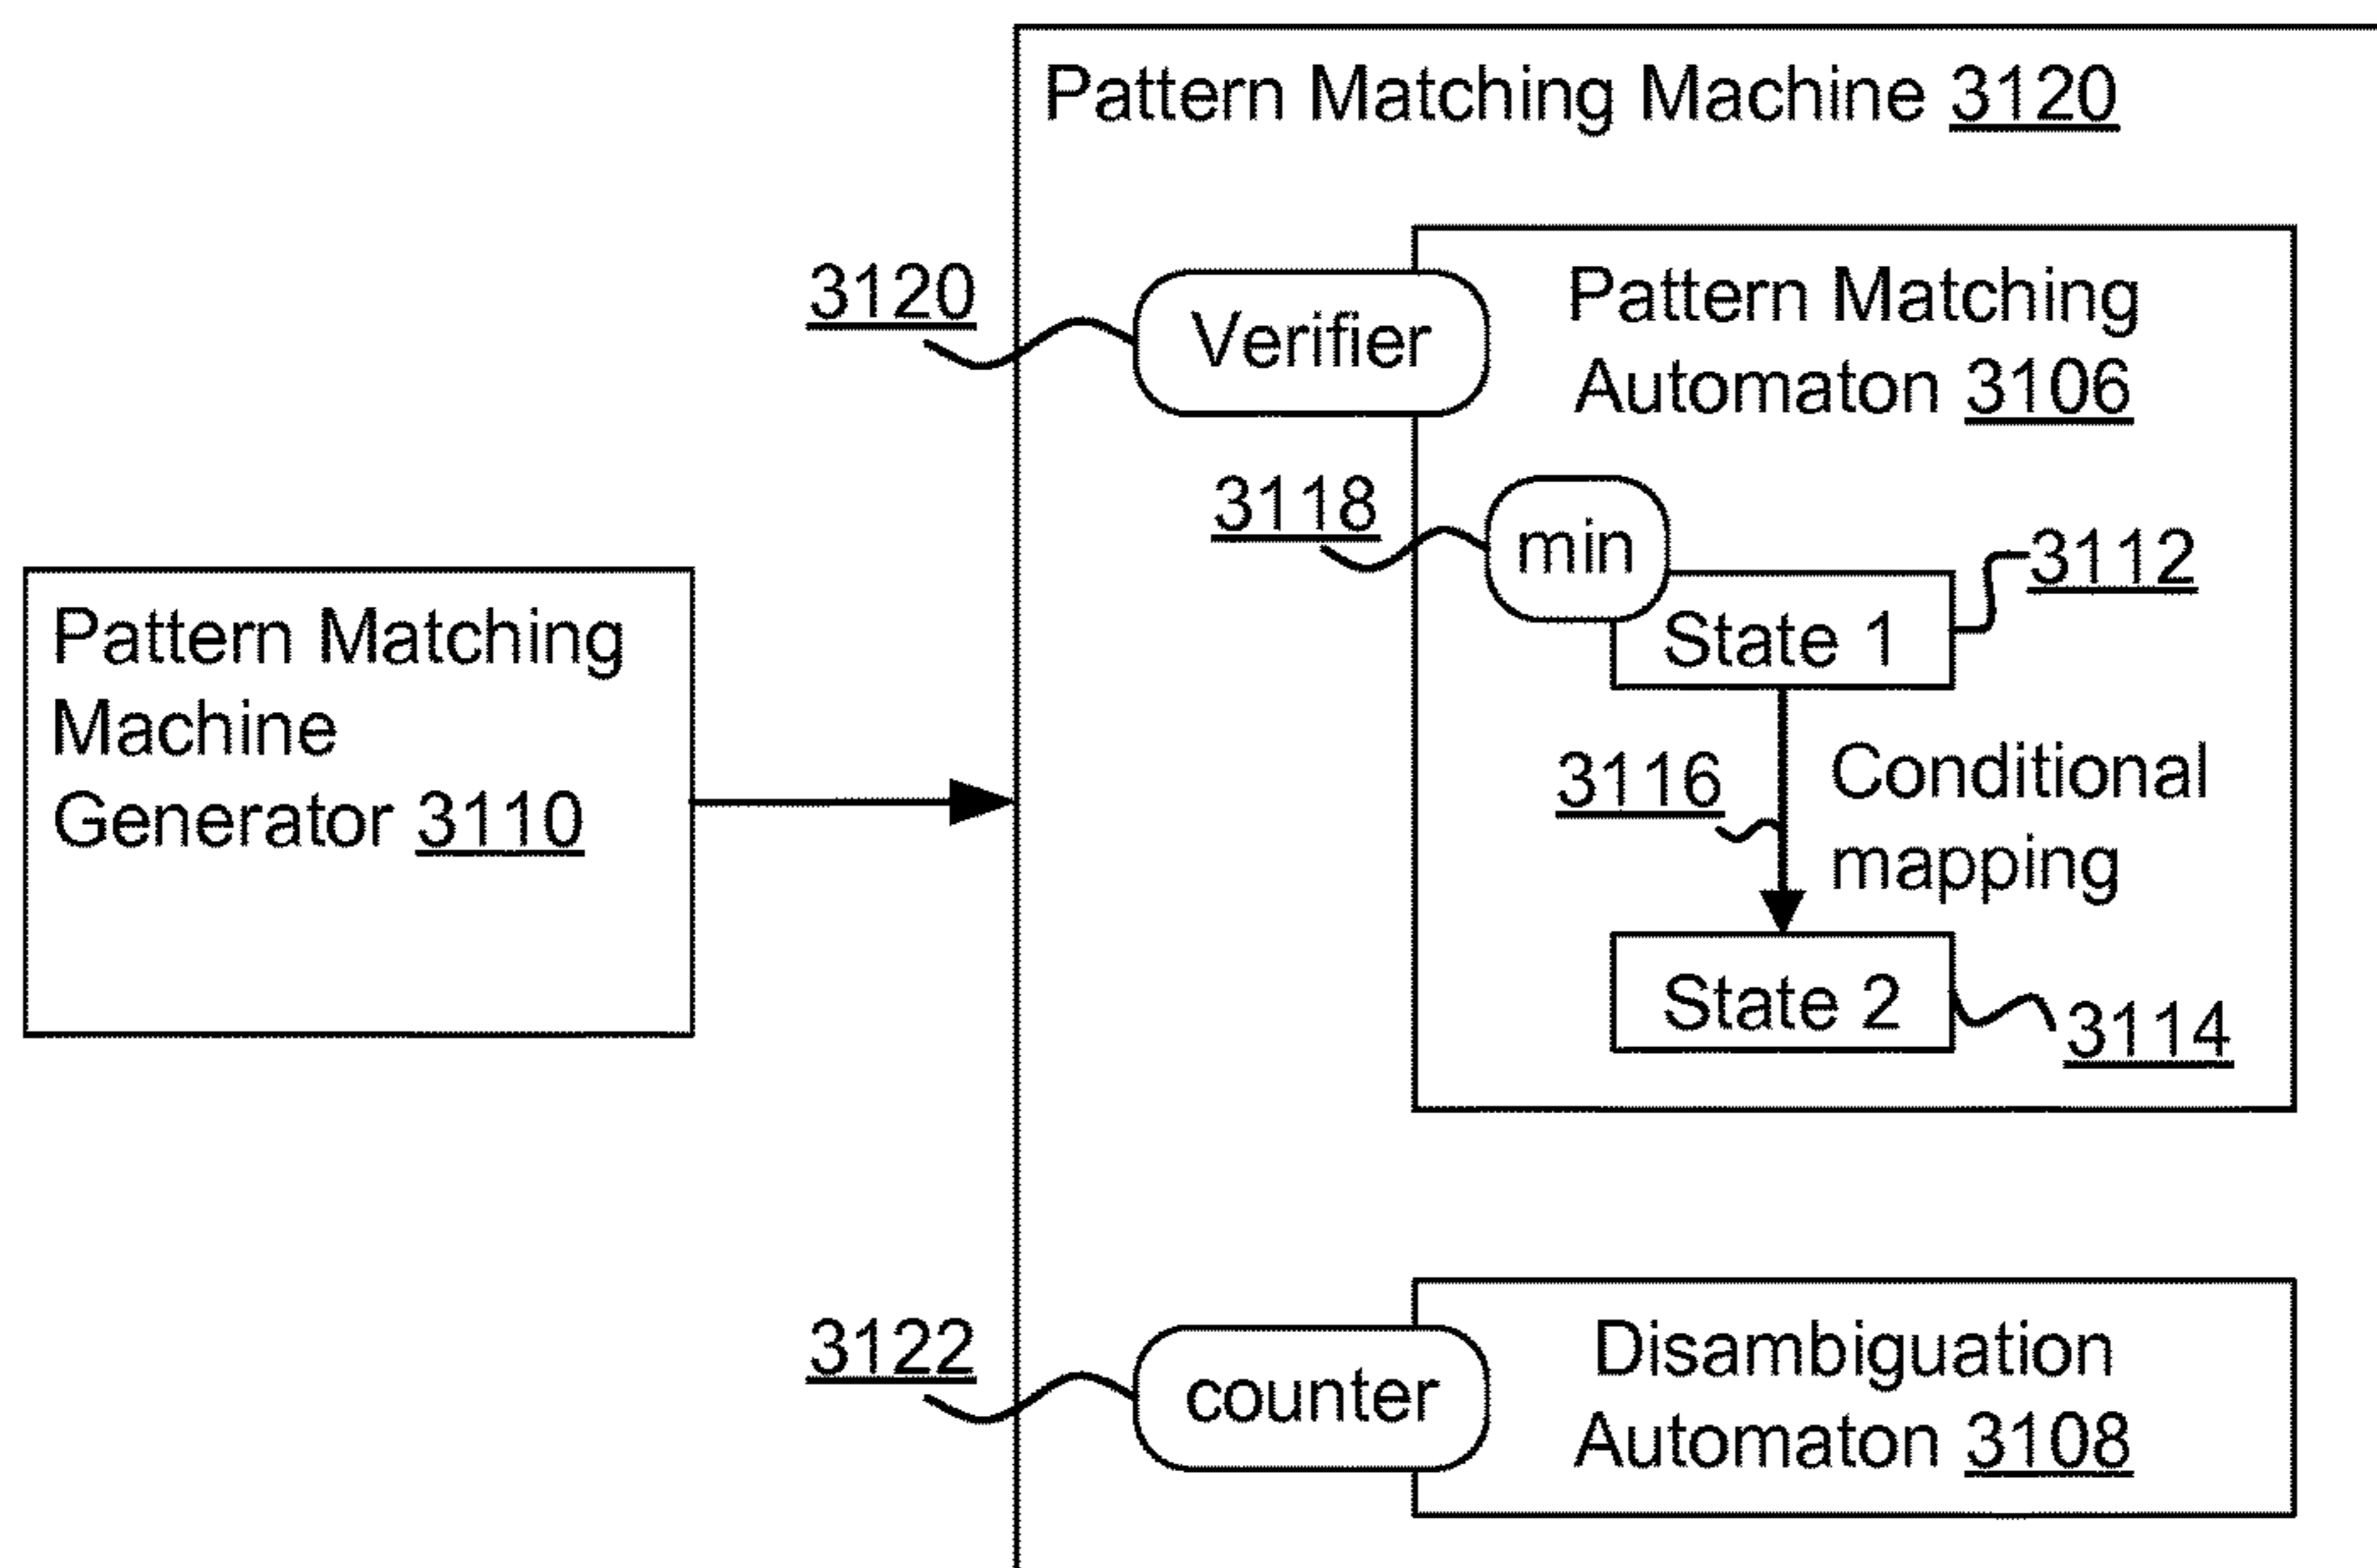 Pattern Matching Machine 3120
3120
Verifier
Pattern Matching
Automaton 3106
3118
min
3112
State 1
Pattern Matching
Machine
Generator 3110
3116
Conditional
mapping
State 2
3114
3122
counter
Disambiguation
Automaton 3108